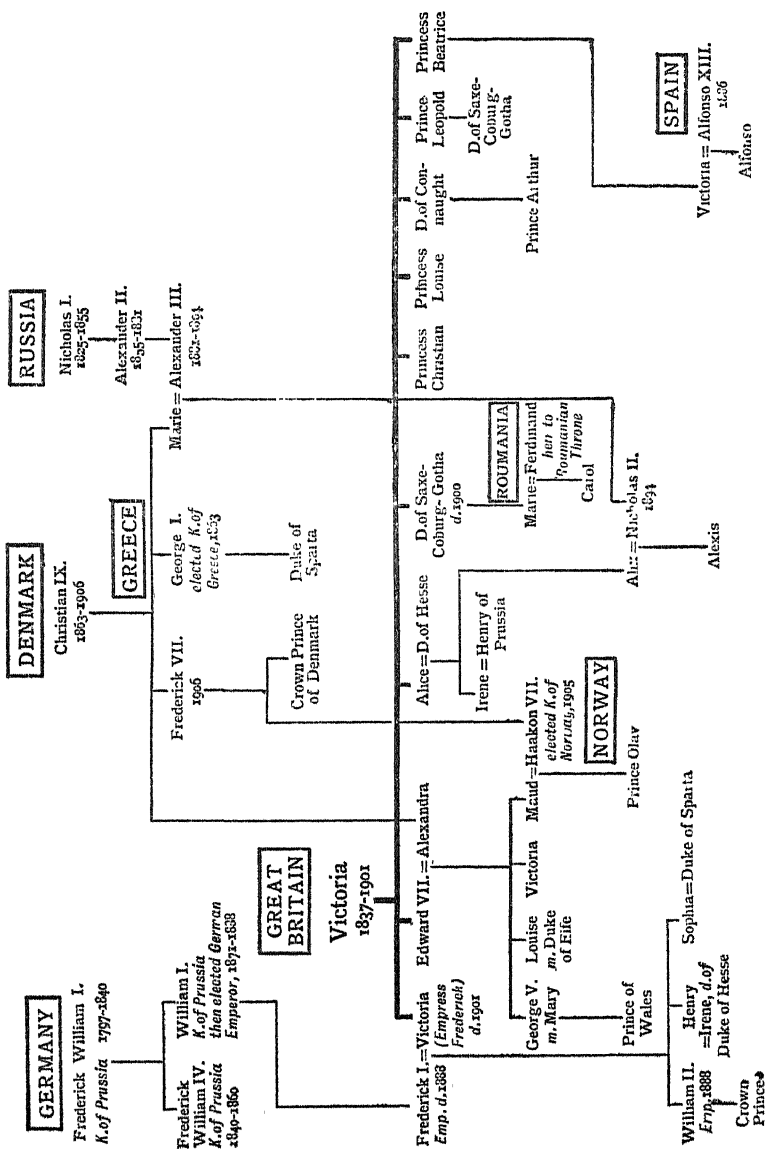 GERMANY
Frederick William I.
K. of Prussia 1797-1840
Frederick
William IV.
K. of Prussia
1840-1860
William I.
K. of Prussia
then elected German
Emperor, 1871-1888
Frederick I.=Victoria
Emp. d. 1888
(Empress
Frederick)
d. 1901
William II.
Emp. 1888
Crown
Prince
Henry
=Irene, d. of
Duke of Hesse
Sophia=Duke of Sparta
GREAT
BRITAIN
Victoria
1837-1901
Edward VII.=Alexandra
George V.
m. Mary
Prince of
Wales
Louise
m. Duke
of Fife
Victoria
Maud=Haakon VII.
elected K. of
Norway, 1905
NORWAY
Prince Olav
DENMARK
Christian IX.
1863-1906
Frederick VII.
1906
Crown Prince
of Denmark
GREECE
George I.
elected K. of
Greece, 1863
Duke of
Sparta
RUSSIA
Nicholas I.
1825-1855
Alexander II.
1855-1881
Marie=Alexander III.
1881-1894
Alice=D. of Hesse
Irene=Henry of
Prussia
Alix=Nicholas II.
1894
Alexis
D. of Saxe-
Coburg-Gotha
d. 1900
ROUMANIA
Marie=Ferdinand
heir to
Roumanian
Throne
Carol
Princess
Christian
Princess
Louise
D. of Con-
naught
Prince Arthur
Prince
Leopold
D. of Saxe-
Coburg-
Gotha
Princess
Beatrice
SPAIN
Victoria=Alfonso XIII.
1886
Alfonso